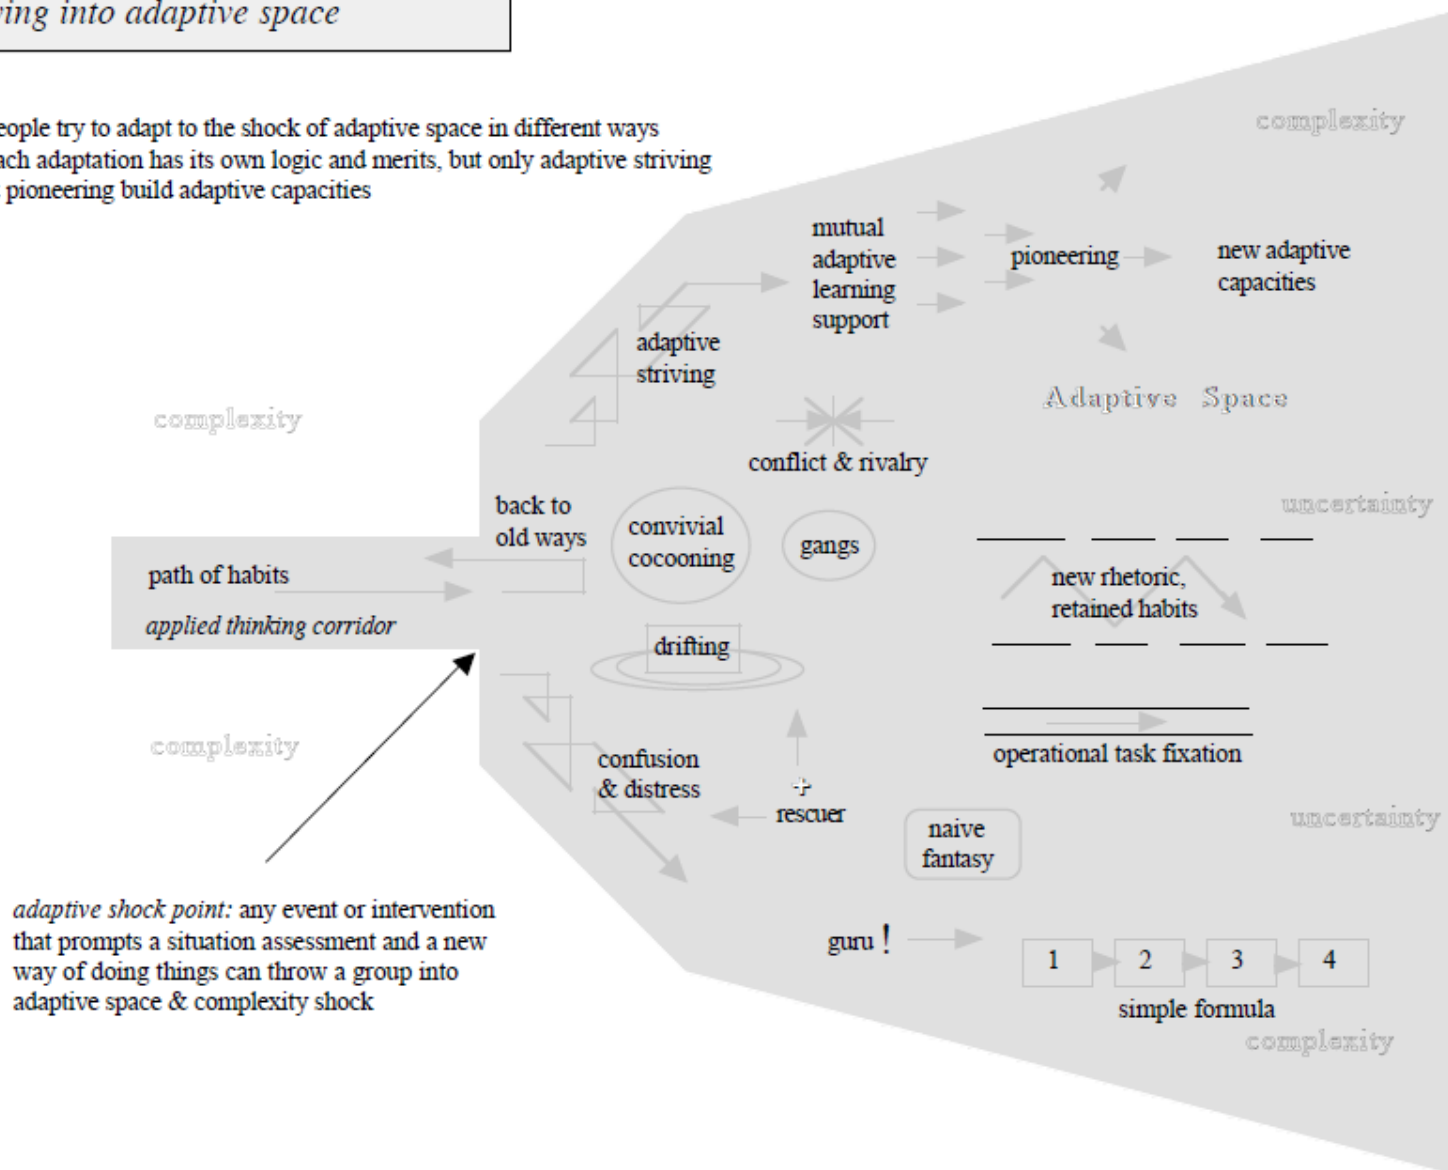 ving into adaptive space
eople try to adapt to the shock of adaptive space in different ways
ach adaptation has its own logic and merits, but only adaptive striving
pioneering build adaptive capacities
complexity
mutual
adaptive
learning
support
pioneering
new adaptive
capacities
adaptive
striving
Adaptive Space
complexity
conflict & rivalry
back to
old ways
convivial
cocooning
gangs
uncertainty
path of habits
applied thinking corridor
new rhetoric,
retained habits
drifting
complexity
confusion
& distress
+
rescuer
operational task fixation
naive
fantasy
uncertainty
adaptive shock point: any event or intervention
that prompts a situation assessment and a new
way of doing things can throw a group into
adaptive space & complexity shock
guru !
1 2 3 4
simple formula
complexity